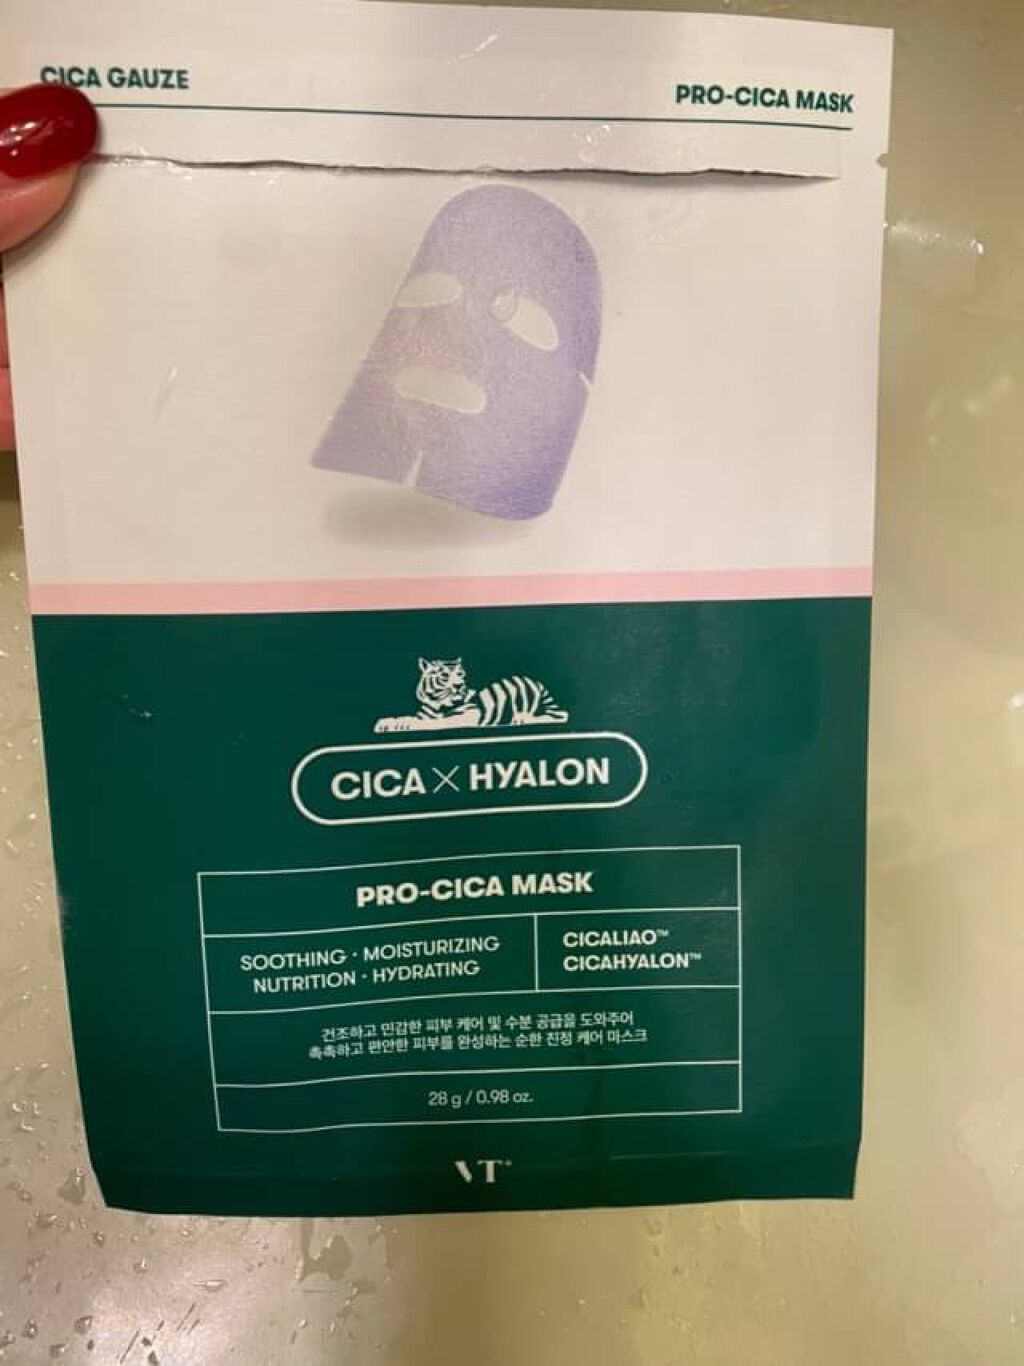 CICA GAUZE
PRO-CICA MASK
CICA X HYALON
PRO-CICA MASK
SOOTHING · MOISTURIZING
NUTRITION · HYDRATING
CICALIAO™
CICAHYALON™
건조하고 민감한 피부 케어 및 수분 공급을 도와주어
촉촉하고 편안한 피부를 완성하는 순한 진정 케어 마스크
28 g / 0.98 oz.
VT+